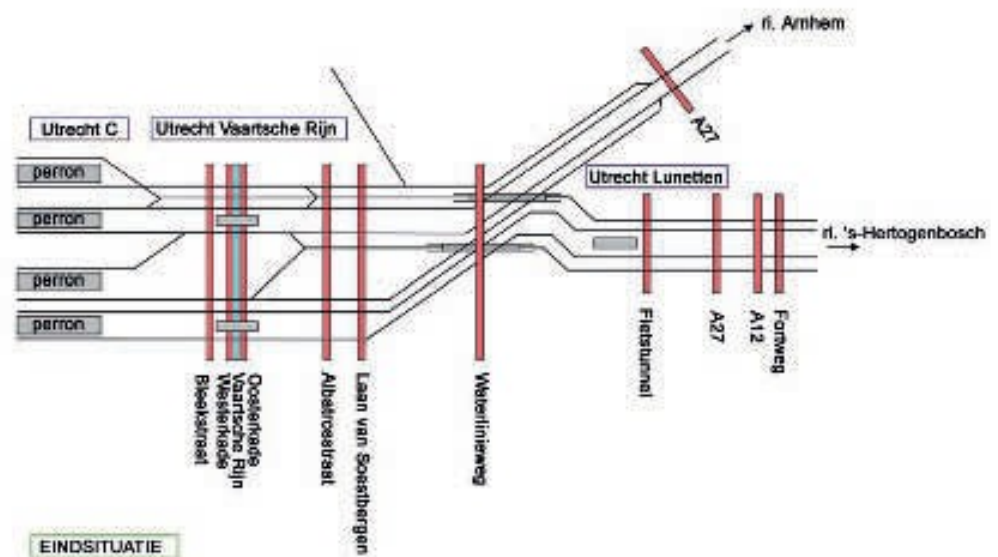 ri. Arnhem
A27
Utrecht C
Utrecht Vaartsche Rijn
perron
perron
perron
perron
Utrecht Lunetten
ri. 's-Hertogenbosch
Bleekstraat
Westerkade
Vaartsche Rijn
Oosterkade
Albatrosstraat
Laan van Soestbergen
Waterlinieweg
Fietstunnel
A27
A12
Fortweg
EINDSITUATIE